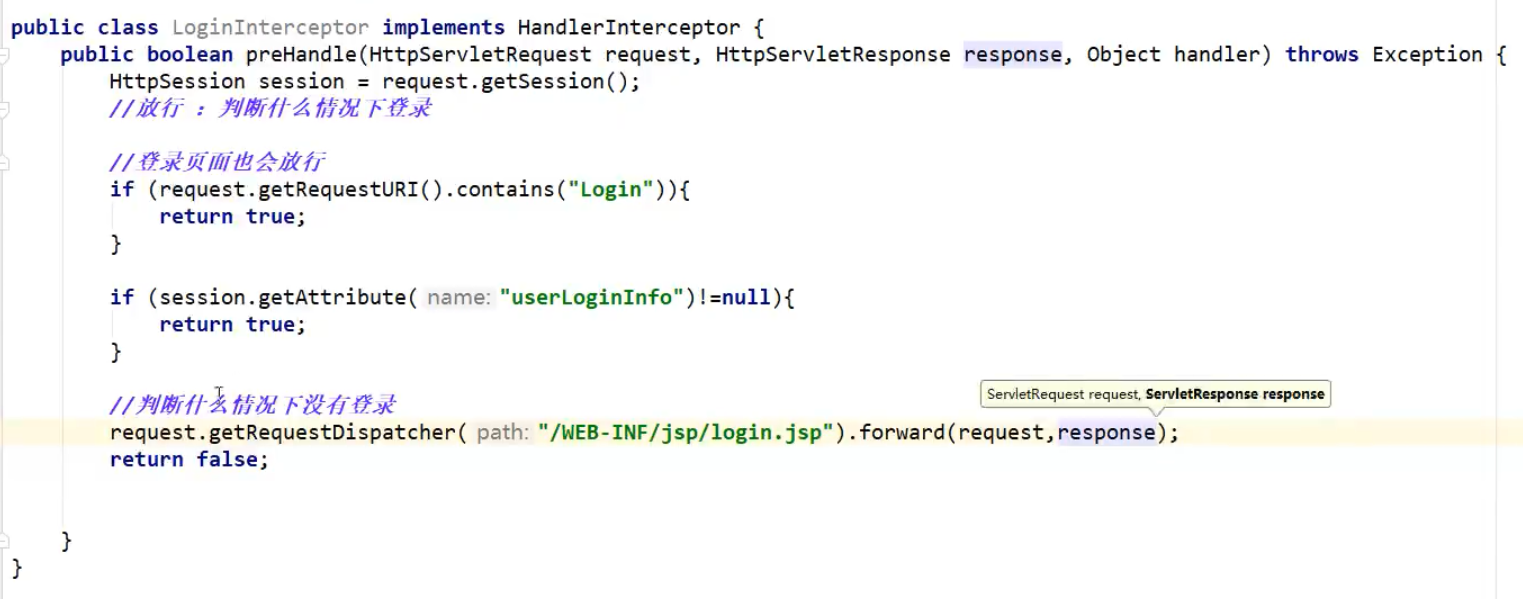 public class LoginInterceptor implements HandlerInterceptor {
    public boolean preHandle(HttpServletRequest request, HttpServletResponse response, Object handler) throws Exception {
        HttpSession session = request.getSession();
        //放行 : 判断什么情况下登录
        //登录页面也会放行
        if (request.getRequestURI().contains("Login")){
            return true;
        }
        if (session.getAttribute( name: "userLoginInfo")!=null){
            return true;
        }
ServletRequest request, ServletResponse response
        //判断什么情况下没有登录
        request.getRequestDispatcher( path: "/WEB-INF/jsp/login.jsp").forward(request,response);
        return false;
    }
}